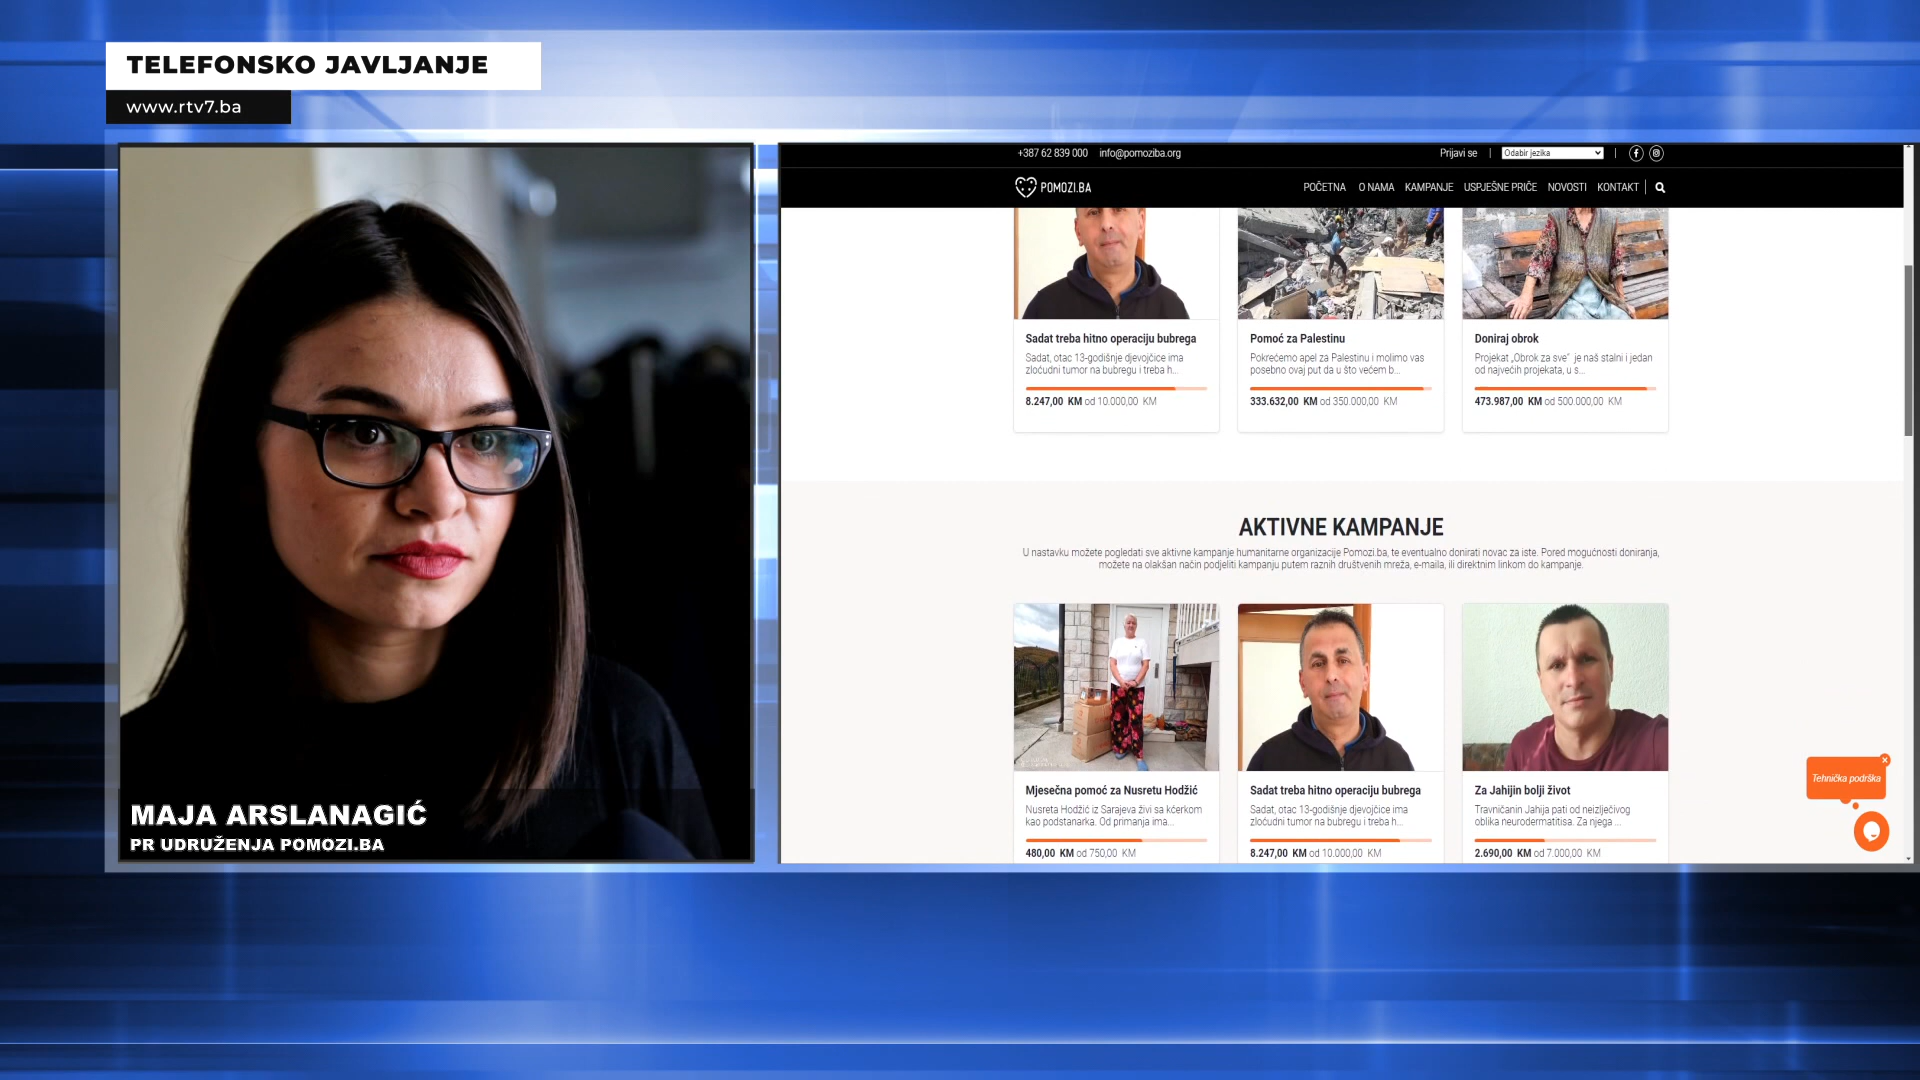 TELEFONSKO JAVLJANJE
www.rtv7.ba
MAJA ARSLANAGIĆ
PR UDRUŽENJA POMOZI.BA
+387 62 839 000 info@pomoziba.org
Prijavi se | Odabir jezika |
POMOZI.BA
POČETNA O NAMA KAMPANJE USPJEŠNE PRIČE NOVOSTI KONTAKT
Sadat treba hitno operaciju bubrega
Sadat, otac 13-godišnje djevojčice ima
zloćudni tumor na bubregu i treba h...
8.247,00 KM od 10.000,00 KM
Pomoć za Palestinu
Pokrećemo apel za Palestinu i molimo vas
posebno ovaj put da u što većem b...
333.632,00 KM od 350.000,00 KM
Doniraj obrok
Projekat „Obrok za sve“ je naš stalni i jedan
od najvećih projekata, u s...
473.987,00 KM od 500.000,00 KM
AKTIVNE KAMPANJE
U nastavku možete pogledati sve aktivne kampanje humanitarne organizacije Pomozi.ba, te eventualno donirati novac za iste. Pored mogućnosti doniranja,
možete na olakšan način podjeliti kampanju putem raznih društvenih mreža, e-maila, ili direktnim linkom do kampanje.
Mjesečna pomoć za Nusretu Hodžić
Nusreta Hodžić iz Sarajeva živi sa kćerkom
kao podstanarka. Od primanja ima...
480,00 KM od 750,00 KM
Sadat treba hitno operaciju bubrega
Sadat, otac 13-godišnje djevojčice ima
zloćudni tumor na bubregu i treba h...
8.247,00 KM od 10.000,00 KM
Za Jahijin bolji život
Travničanin Jahija pati od neizlječivog
oblika neurodermatitisa. Za njega ...
2.690,00 KM od 7.000,00 KM
Tehnička podrška